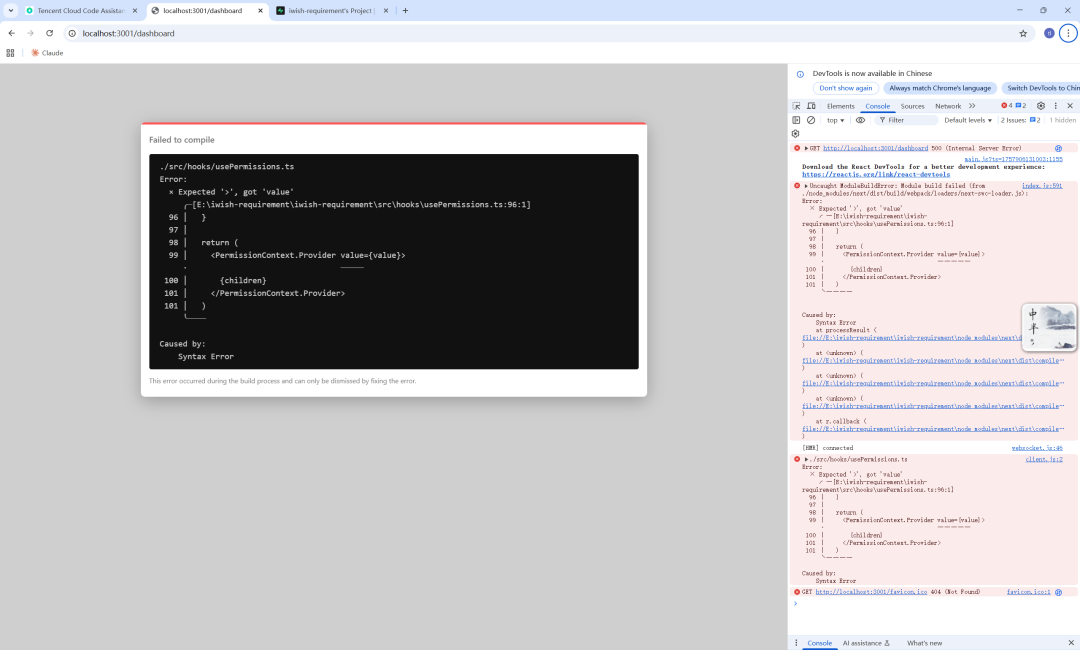 Tencent Cloud Code Assistan
localhost:3001/dashboard
iwish-requirement's Project |
localhost:3001/dashboard
Claude
Failed to compile
./src/hooks/usePermissions.ts
Error:
× Expected '>', got 'value'
╭─[E:\iwish-requirement\iwish-requirement\src\hooks\usePermissions.ts:96:1]
96 │ }
97 │
98 │ return (
99 │ <PermissionContext.Provider value={value}>
· ─────
100 │ {children}
101 │ </PermissionContext.Provider>
101 │ )
╰────
Caused by:
Syntax Error
This error occurred during the build process and can only be dismissed by fixing the error.
DevTools is now available in Chinese
Don't show again
Always match Chrome's language
Switch DevTools to Chin
Elements
Console
Sources
Network
4
2
top
Filter
Default levels
2 Issues:
2
1 hidden
GET http://localhost:3001/dashboard 500 (Internal Server Error)
main.js?ts=1757906131003:1155
Download the React DevTools for a better development experience:
https://reactjs.org/link/react-devtools
Uncaught ModuleBuildError: Module build failed (from
index.js:591
./node_modules/next/dist/build/webpack/loaders/next-swc-loader.js):
Error:
× Expected '>', got 'value'
╭─[E:\iwish-requirement\iwish-
requirement\src\hooks\usePermissions.ts:96:1]
96 │ }
97 │
98 │ return (
99 │ <PermissionContext.Provider value={value}>
· ─────
100 │ {children}
101 │ </PermissionContext.Provider>
101 │ )
╰────
Caused by:
Syntax Error
at processResult (
file://E:\iwish-requirement\iwish-requirement\node_modules\next\d
)
at <unknown> (
file://E:\iwish-requirement\iwish-requirement\node_modules\next\dist\compile…
)
at <unknown> (
file://E:\iwish-requirement\iwish-requirement\node_modules\next\dist\compile…
)
at <unknown> (
file://E:\iwish-requirement\iwish-requirement\node_modules\next\dist\compile…
)
at r.callback (
file://E:\iwish-requirement\iwish-requirement\node_modules\next\dist\compile…
)
[HMR] connected
websocket.js:46
./src/hooks/usePermissions.ts
client.js:2
Error:
× Expected '>', got 'value'
╭─[E:\iwish-requirement\iwish-
requirement\src\hooks\usePermissions.ts:96:1]
96 │ }
97 │
98 │ return (
99 │ <PermissionContext.Provider value={value}>
· ─────
100 │ {children}
101 │ </PermissionContext.Provider>
101 │ )
╰────
Caused by:
Syntax Error
GET http://localhost:3001/favicon.ico 404 (Not Found)
favicon.ico:1
中
半
Console
AI assistance
What's new